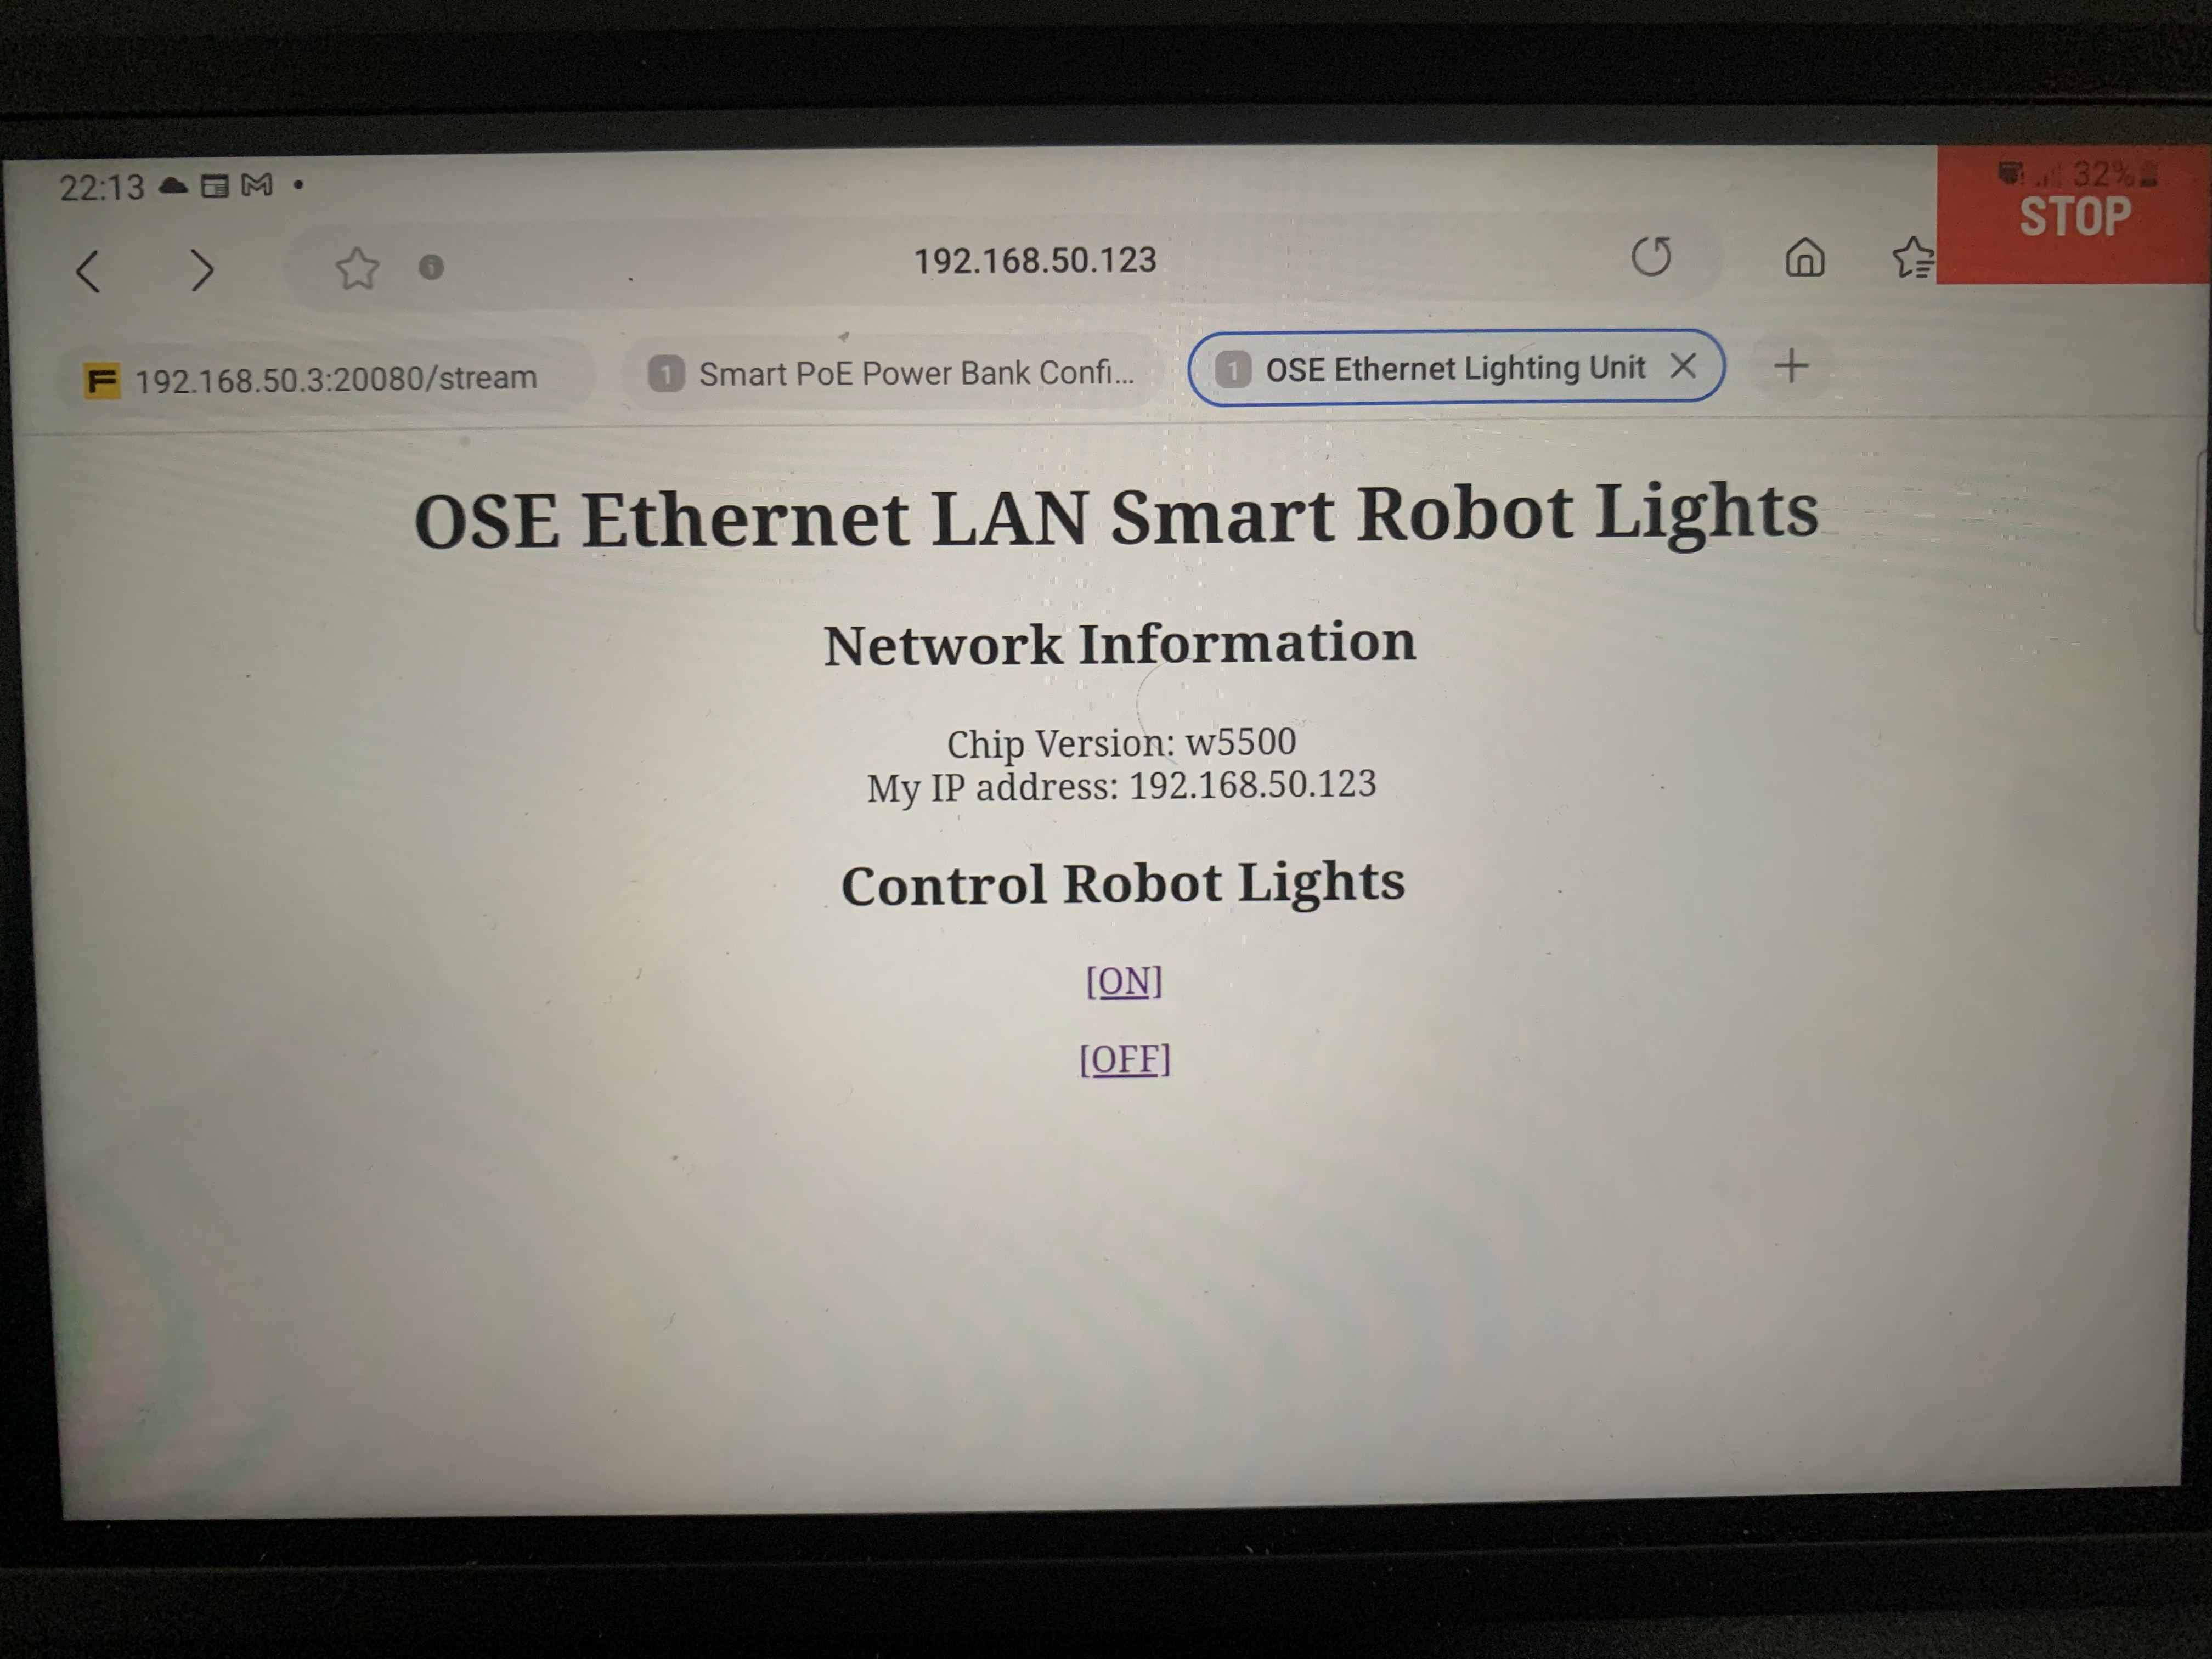 22:13
32%
STOP
192.168.50.123
192.168.50.3:20080/stream
1 Smart PoE Power Bank Confi...
1 OSE Ethernet Lighting Unit
OSE Ethernet LAN Smart Robot Lights
Network Information
Chip Version: w5500
My IP address: 192.168.50.123
Control Robot Lights
[ON]
[OFF]